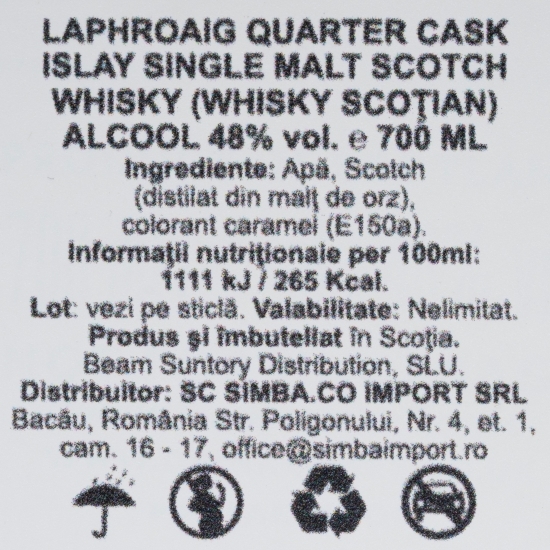 LAPHROAIG QUARTER CASK
ISLAY SINGLE MALT SCOTCH
WHISKY (WHISKY SCOŢIAN)
ALCOOL 48% vol. ℮ 700 ML
Ingrediente: Apă, Scotch
(distilat din malţ de orz),
colorant caramel (E150a).
Informaţii nutriţionale per 100ml:
1111 kJ / 265 Kcal.
Lot: vezi pe sticlă. Valabilitate: Nelimitat.
Produs şi îmbuteliat în Scoţia.
Beam Suntory Distribution, SLU.
Distribuitor: SC SIMBA.CO IMPORT SRL
Bacău, România Str. Poligonului, Nr. 4, et. 1,
cam. 16 - 17, office@simbaimport.ro